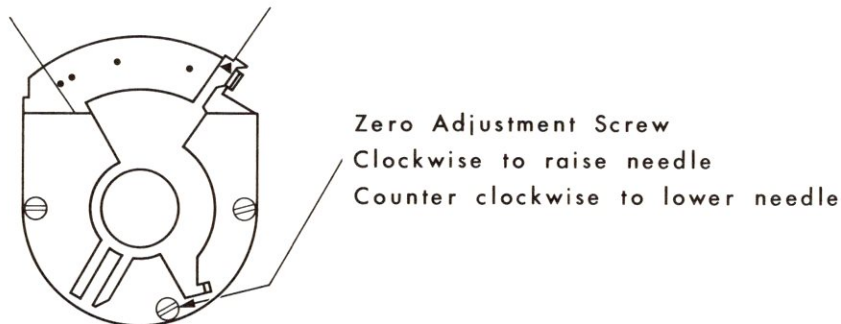 Zero Adjustment Screw
Clockwise to raise needle
Counter clockwise to lower needle